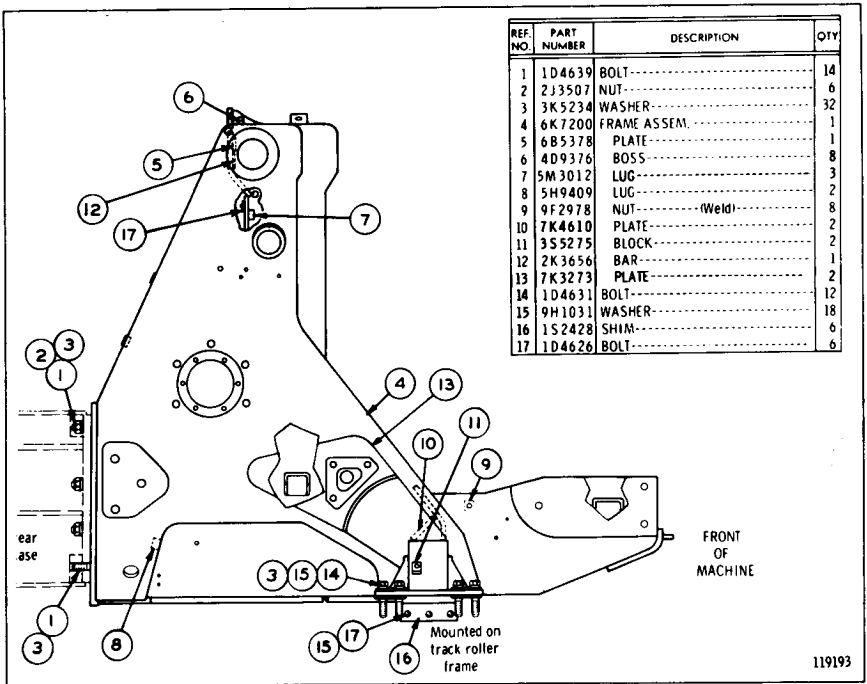 REF. NO. PART NUMBER DESCRIPTION QTY
1 1D4639 BOLT 14
2 2J3507 NUT 6
3 3K5234 WASHER 32
4 6K7200 FRAME ASSEM. 1
5 6B5378 PLATE 1
6 4D9376 BOSS 8
7 5M3012 LUG 3
8 5H9409 LUG 2
9 9F2978 NUT (Weld) 8
10 7K4610 PLATE 2
11 3S5275 BLOCK 2
12 2K3656 BAR 1
13 7K3273 PLATE 2
14 1D4631 BOLT 12
15 9H1031 WASHER 18
16 1S2428 SHIM 6
17 1D4626 BOLT 6
6
5
12
17 7
2 3
1
4 13
10 11
9
ear
ase
FRONT
OF
MACHINE
3 15 14
1
3
8
15 17
16
Mounted on
track roller
frame
119193